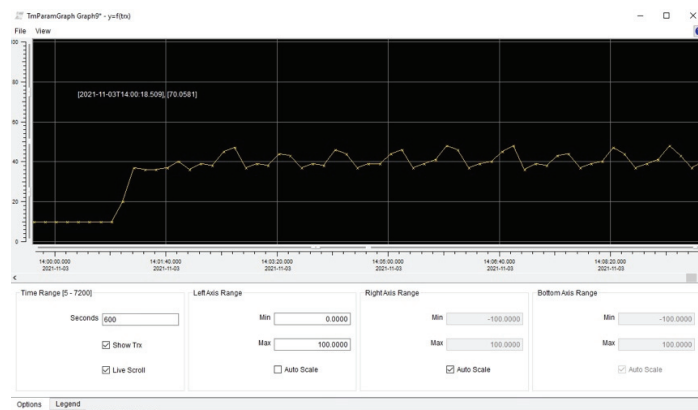 TmParamGraph Graph9* - y=f(trx)
File View
100
80
60
40
20
0
[2021-11-03T14:00:18.509], [70.0581]
14:00:00.000 14:01:40.000 14:03:20.000 14:05:00.000 14:06:40.000 14:08:20.000
2021-11-03 2021-11-03 2021-11-03 2021-11-03 2021-11-03 2021-11-03
Time Range [5 - 7200] Left Axis Range Right Axis Range Bottom Axis Range
Seconds 600 Min 0.0000 Min -100.0000 Min -100.0000
Show Trx Max 100.0000 Max 100.0000 Max 100.0000
Live Scroll Auto Scale Auto Scale Auto Scale
Options Legend